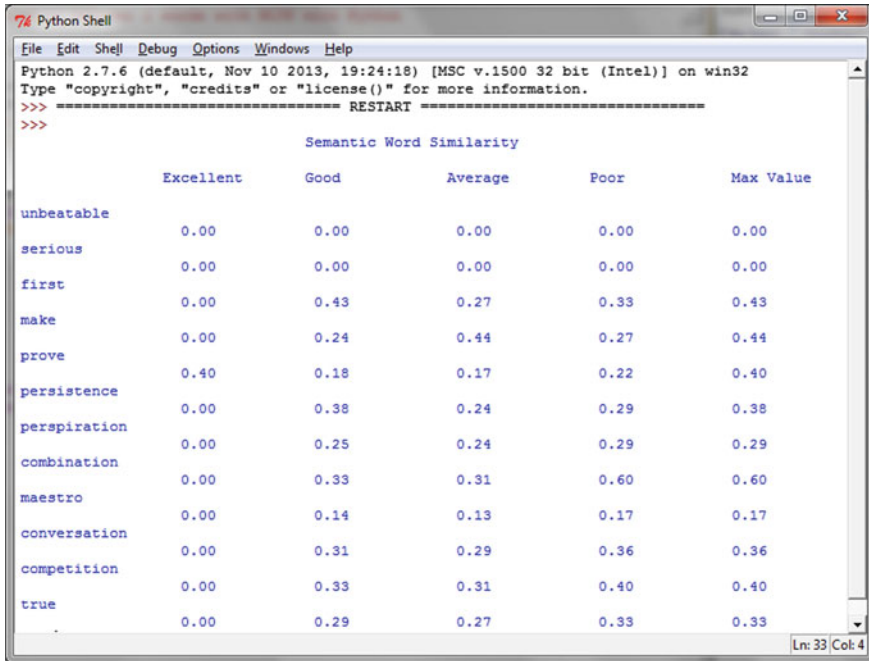 Python Shell
File Edit Shell Debug Options Windows Help
Python 2.7.6 (default, Nov 10 2013, 19:24:18) [MSC v.1500 32 bit (Intel)] on win32
Type "copyright", "credits" or "license()" for more information.
>>> ================================ RESTART ================================
>>>
Semantic Word Similarity
Excellent Good Average Poor Max Value
unbeatable
0.00 0.00 0.00 0.00 0.00
serious
0.00 0.00 0.00 0.00 0.00
first
0.00 0.43 0.27 0.33 0.43
make
0.00 0.24 0.44 0.27 0.44
prove
0.40 0.18 0.17 0.22 0.40
persistence
0.00 0.38 0.24 0.29 0.38
perspiration
0.00 0.25 0.24 0.29 0.29
combination
0.00 0.33 0.31 0.60 0.60
maestro
0.00 0.14 0.13 0.17 0.17
conversation
0.00 0.31 0.29 0.36 0.36
competition
0.00 0.33 0.31 0.40 0.40
true
0.00 0.29 0.27 0.33 0.33
Ln: 33 Col: 4